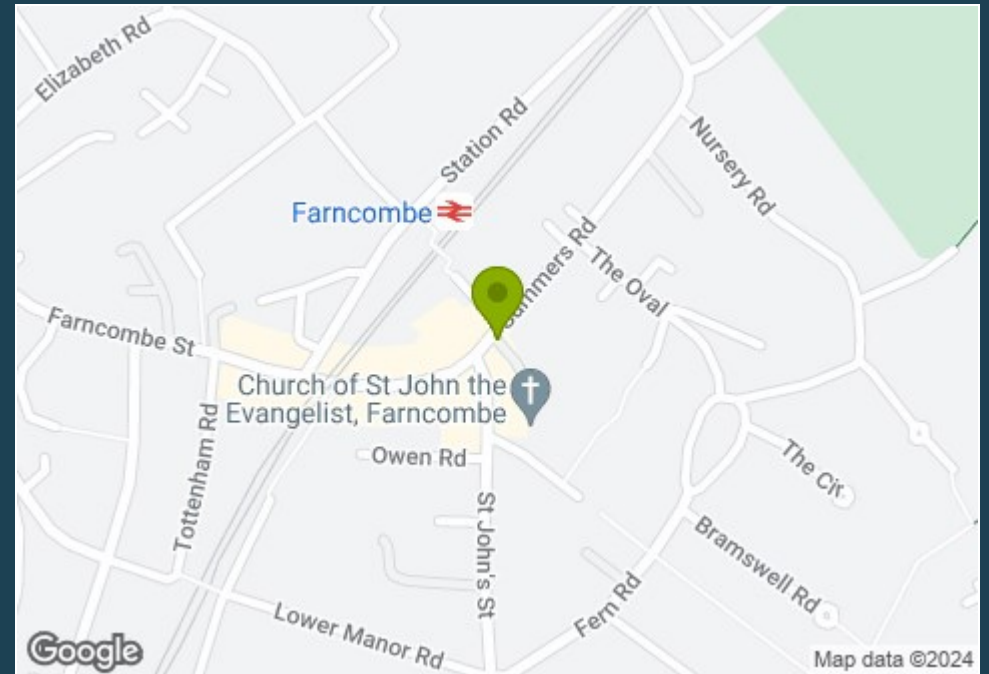 Elizabeth Rd
Station Rd
Nursery Rd
Farncombe
Summers Rd
The Oval
Farncombe St
Church of St John the
Evangelist, Farncombe
Tottenham Rd
Owen Rd
The Cir
St John's St
Bramswell Rd
Fern Rd
Lower Manor Rd
Google
Map data ©2024